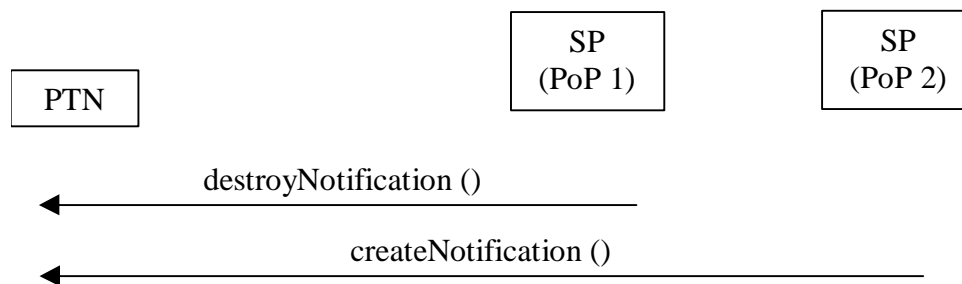 SP
(PoP 1)
SP
(PoP 2)
PTN
destroyNotification ()
createNotification ()